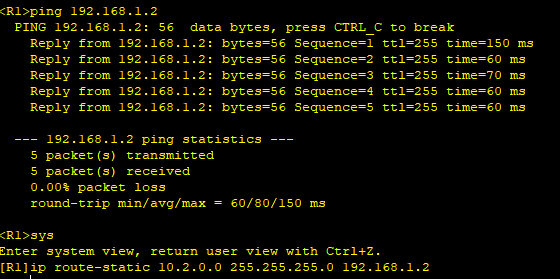 <R1>ping 192.168.1.2
PING 192.168.1.2: 56  data bytes, press CTRL_C to break
Reply from 192.168.1.2: bytes=56 Sequence=1 ttl=255 time=150 ms
Reply from 192.168.1.2: bytes=56 Sequence=2 ttl=255 time=60 ms
Reply from 192.168.1.2: bytes=56 Sequence=3 ttl=255 time=70 ms
Reply from 192.168.1.2: bytes=56 Sequence=4 ttl=255 time=60 ms
Reply from 192.168.1.2: bytes=56 Sequence=5 ttl=255 time=60 ms
--- 192.168.1.2 ping statistics ---
5 packet(s) transmitted
5 packet(s) received
0.00% packet loss
round-trip min/avg/max = 60/80/150 ms
<R1>sys
Enter system view, return user view with Ctrl+Z.
[R1]ip route-static 10.2.0.0 255.255.255.0 192.168.1.2